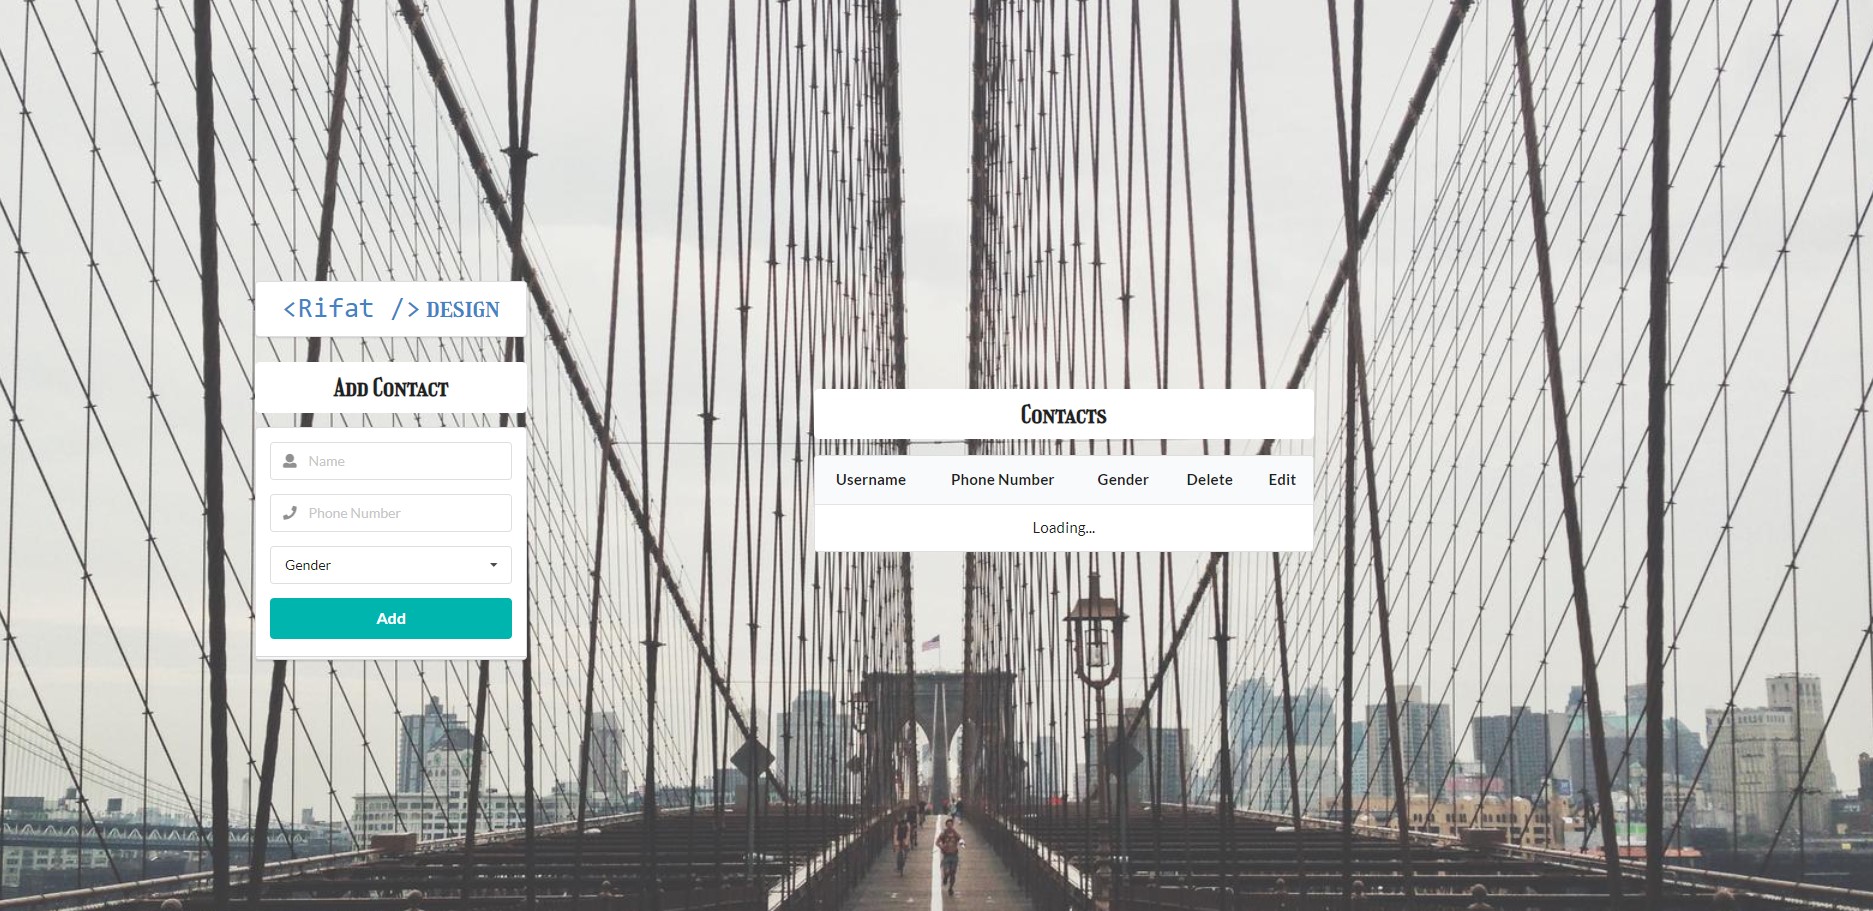 <Rifat /> DESIGN
Add Contact
Name
Phone Number
Gender
Add
Contacts
Username Phone Number Gender Delete Edit
Loading...